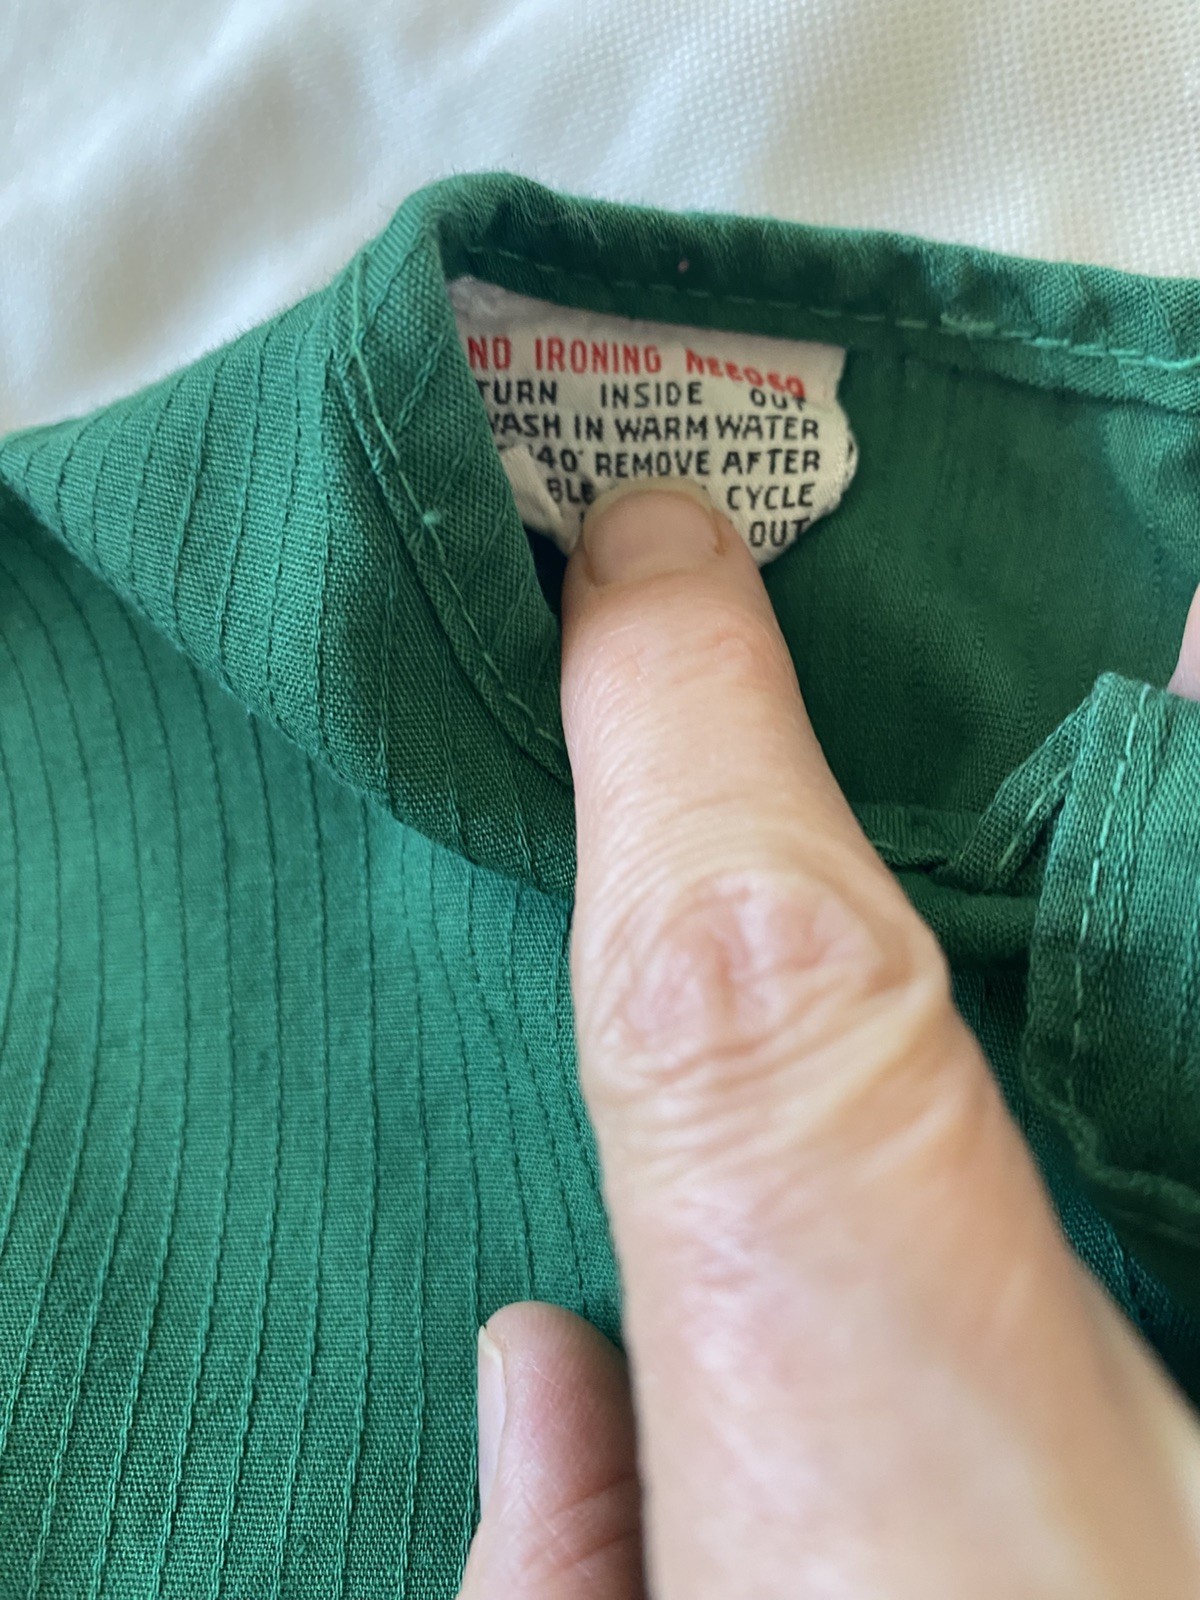 NO IRONING NEEDED
TURN INSIDE OUT
WASH IN WARM WATER
140° REMOVE AFTER
CYCLE
OUT